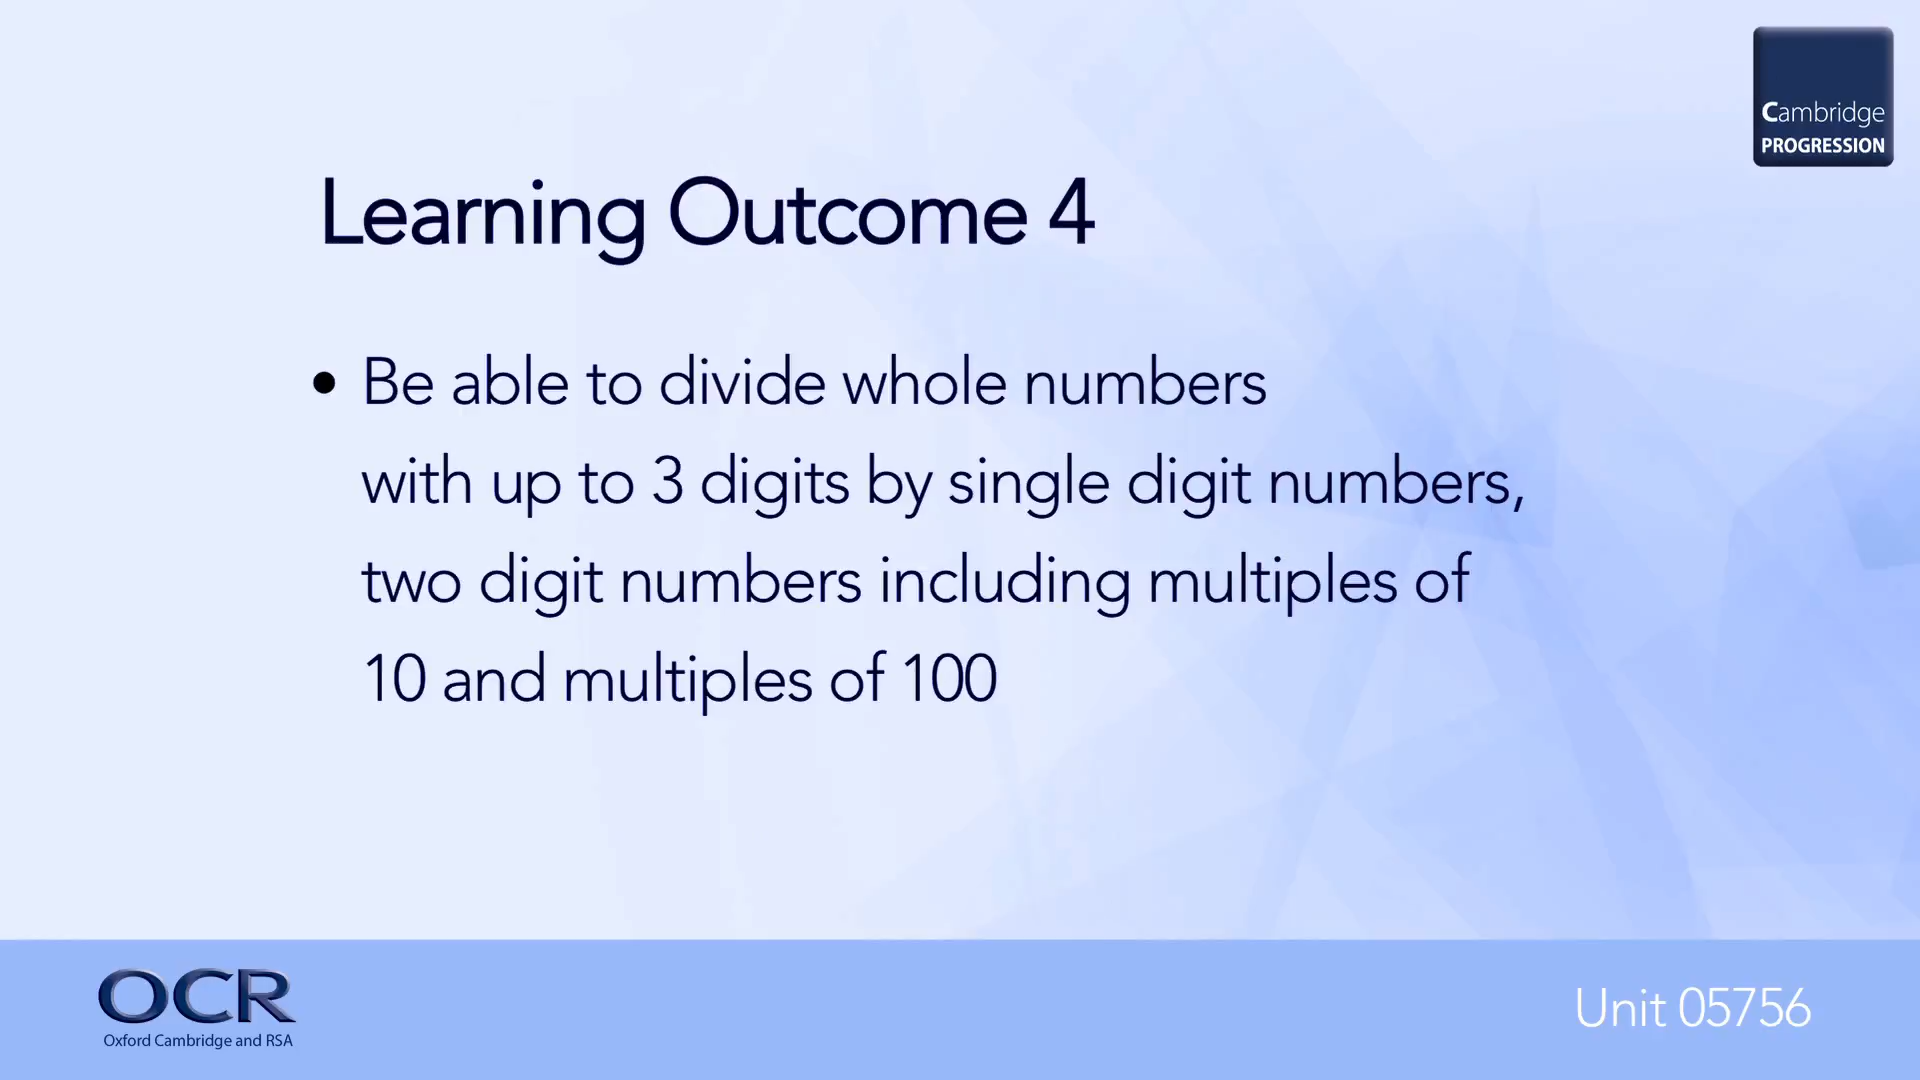 Cambridge
PROGRESSION
Learning Outcome 4
• Be able to divide whole numbers
with up to 3 digits by single digit numbers,
two digit numbers including multiples of
10 and multiples of 100
OCR
Oxford Cambridge and RSA
Unit 05756